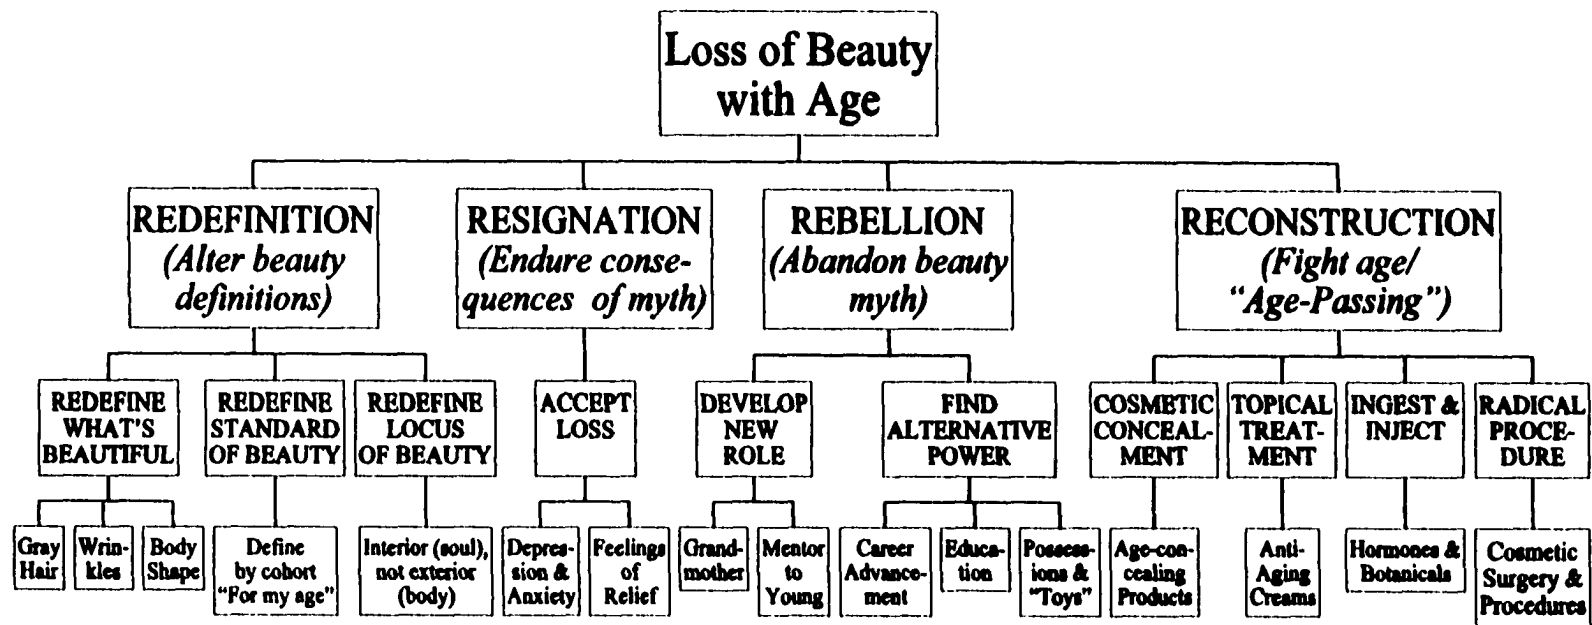 Loss of Beauty
with Age
REDEFINITION
(Alter beauty
definitions)
RESIGNATION
(Endure conse-
quences of myth)
REBELLION
(Abandon beauty
myth)
RECONSTRUCTION
(Fight age/
"Age-Passing")
REDEFINE
WHAT'S
BEAUTIFUL
REDEFINE
STANDARD
OF BEAUTY
REDEFINE
LOCUS
OF BEAUTY
ACCEPT
LOSS
DEVELOP
NEW
ROLE
FIND
ALTERNATIVE
POWER
COSMETIC
CONCEAL-
MENT
TOPICAL
TREAT-
MENT
INGEST &
INJECT
RADICAL
PROCE-
DURE
Gray
Hair
Wrin-
kles
Body
Shape
Define
by cohort
"For my age"
Interior (soul),
not exterior
(body)
Depres-
sion &
Anxiety
Feelings
of
Relief
Grand-
mother
Mentor
to
Young
Career
Advance-
ment
Educa-
tion
Possess-
ions &
"Toys"
Age-con-
cealing
Products
Anti-
Aging
Creams
Hormones &
Botanicals
Cosmetic
Surgery &
Procedures